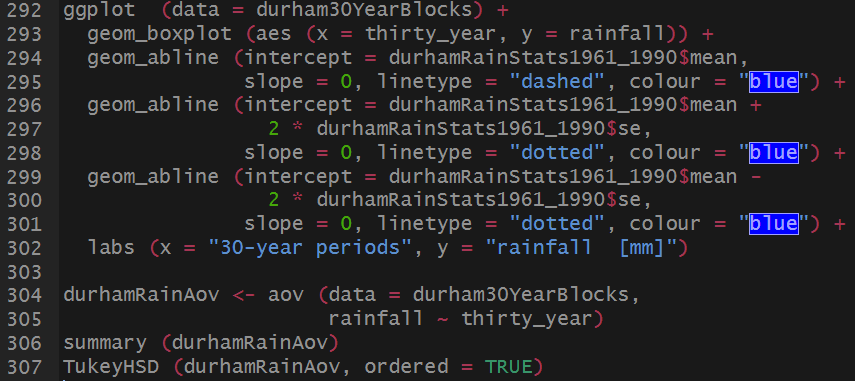 292 ggplot  (data = durham30YearBlocks) +
293   geom_boxplot (aes (x = thirty_year, y = rainfall)) +
294   geom_abline (intercept = durhamRainStats1961_1990$mean,
295                slope = 0, linetype = "dashed", colour = "blue") +
296   geom_abline (intercept = durhamRainStats1961_1990$mean +
297                  2 * durhamRainStats1961_1990$se,
298                slope = 0, linetype = "dotted", colour = "blue") +
299   geom_abline (intercept = durhamRainStats1961_1990$mean -
300                  2 * durhamRainStats1961_1990$se,
301                slope = 0, linetype = "dotted", colour = "blue") +
302   labs (x = "30-year periods", y = "rainfall  [mm]")
303
304 durhamRainAov <- aov (data = durham30YearBlocks,
305                       rainfall ~ thirty_year)
306 summary (durhamRainAov)
307 TukeyHSD (durhamRainAov, ordered = TRUE)